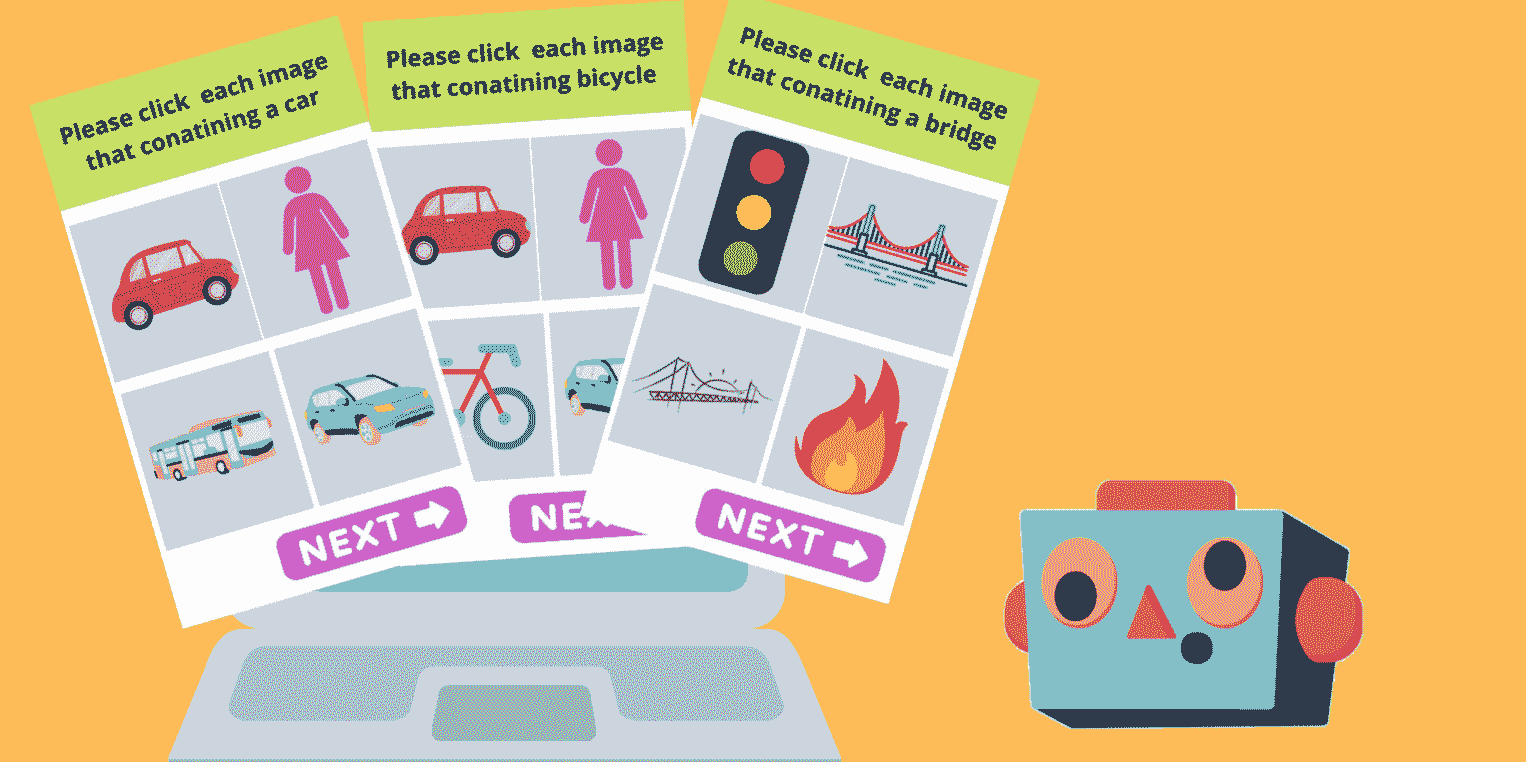 Please click each image
that conatining a car
NEXT
Please click each image
that conatining bicycle
Please click each image
that conatining a bridge
NEXT